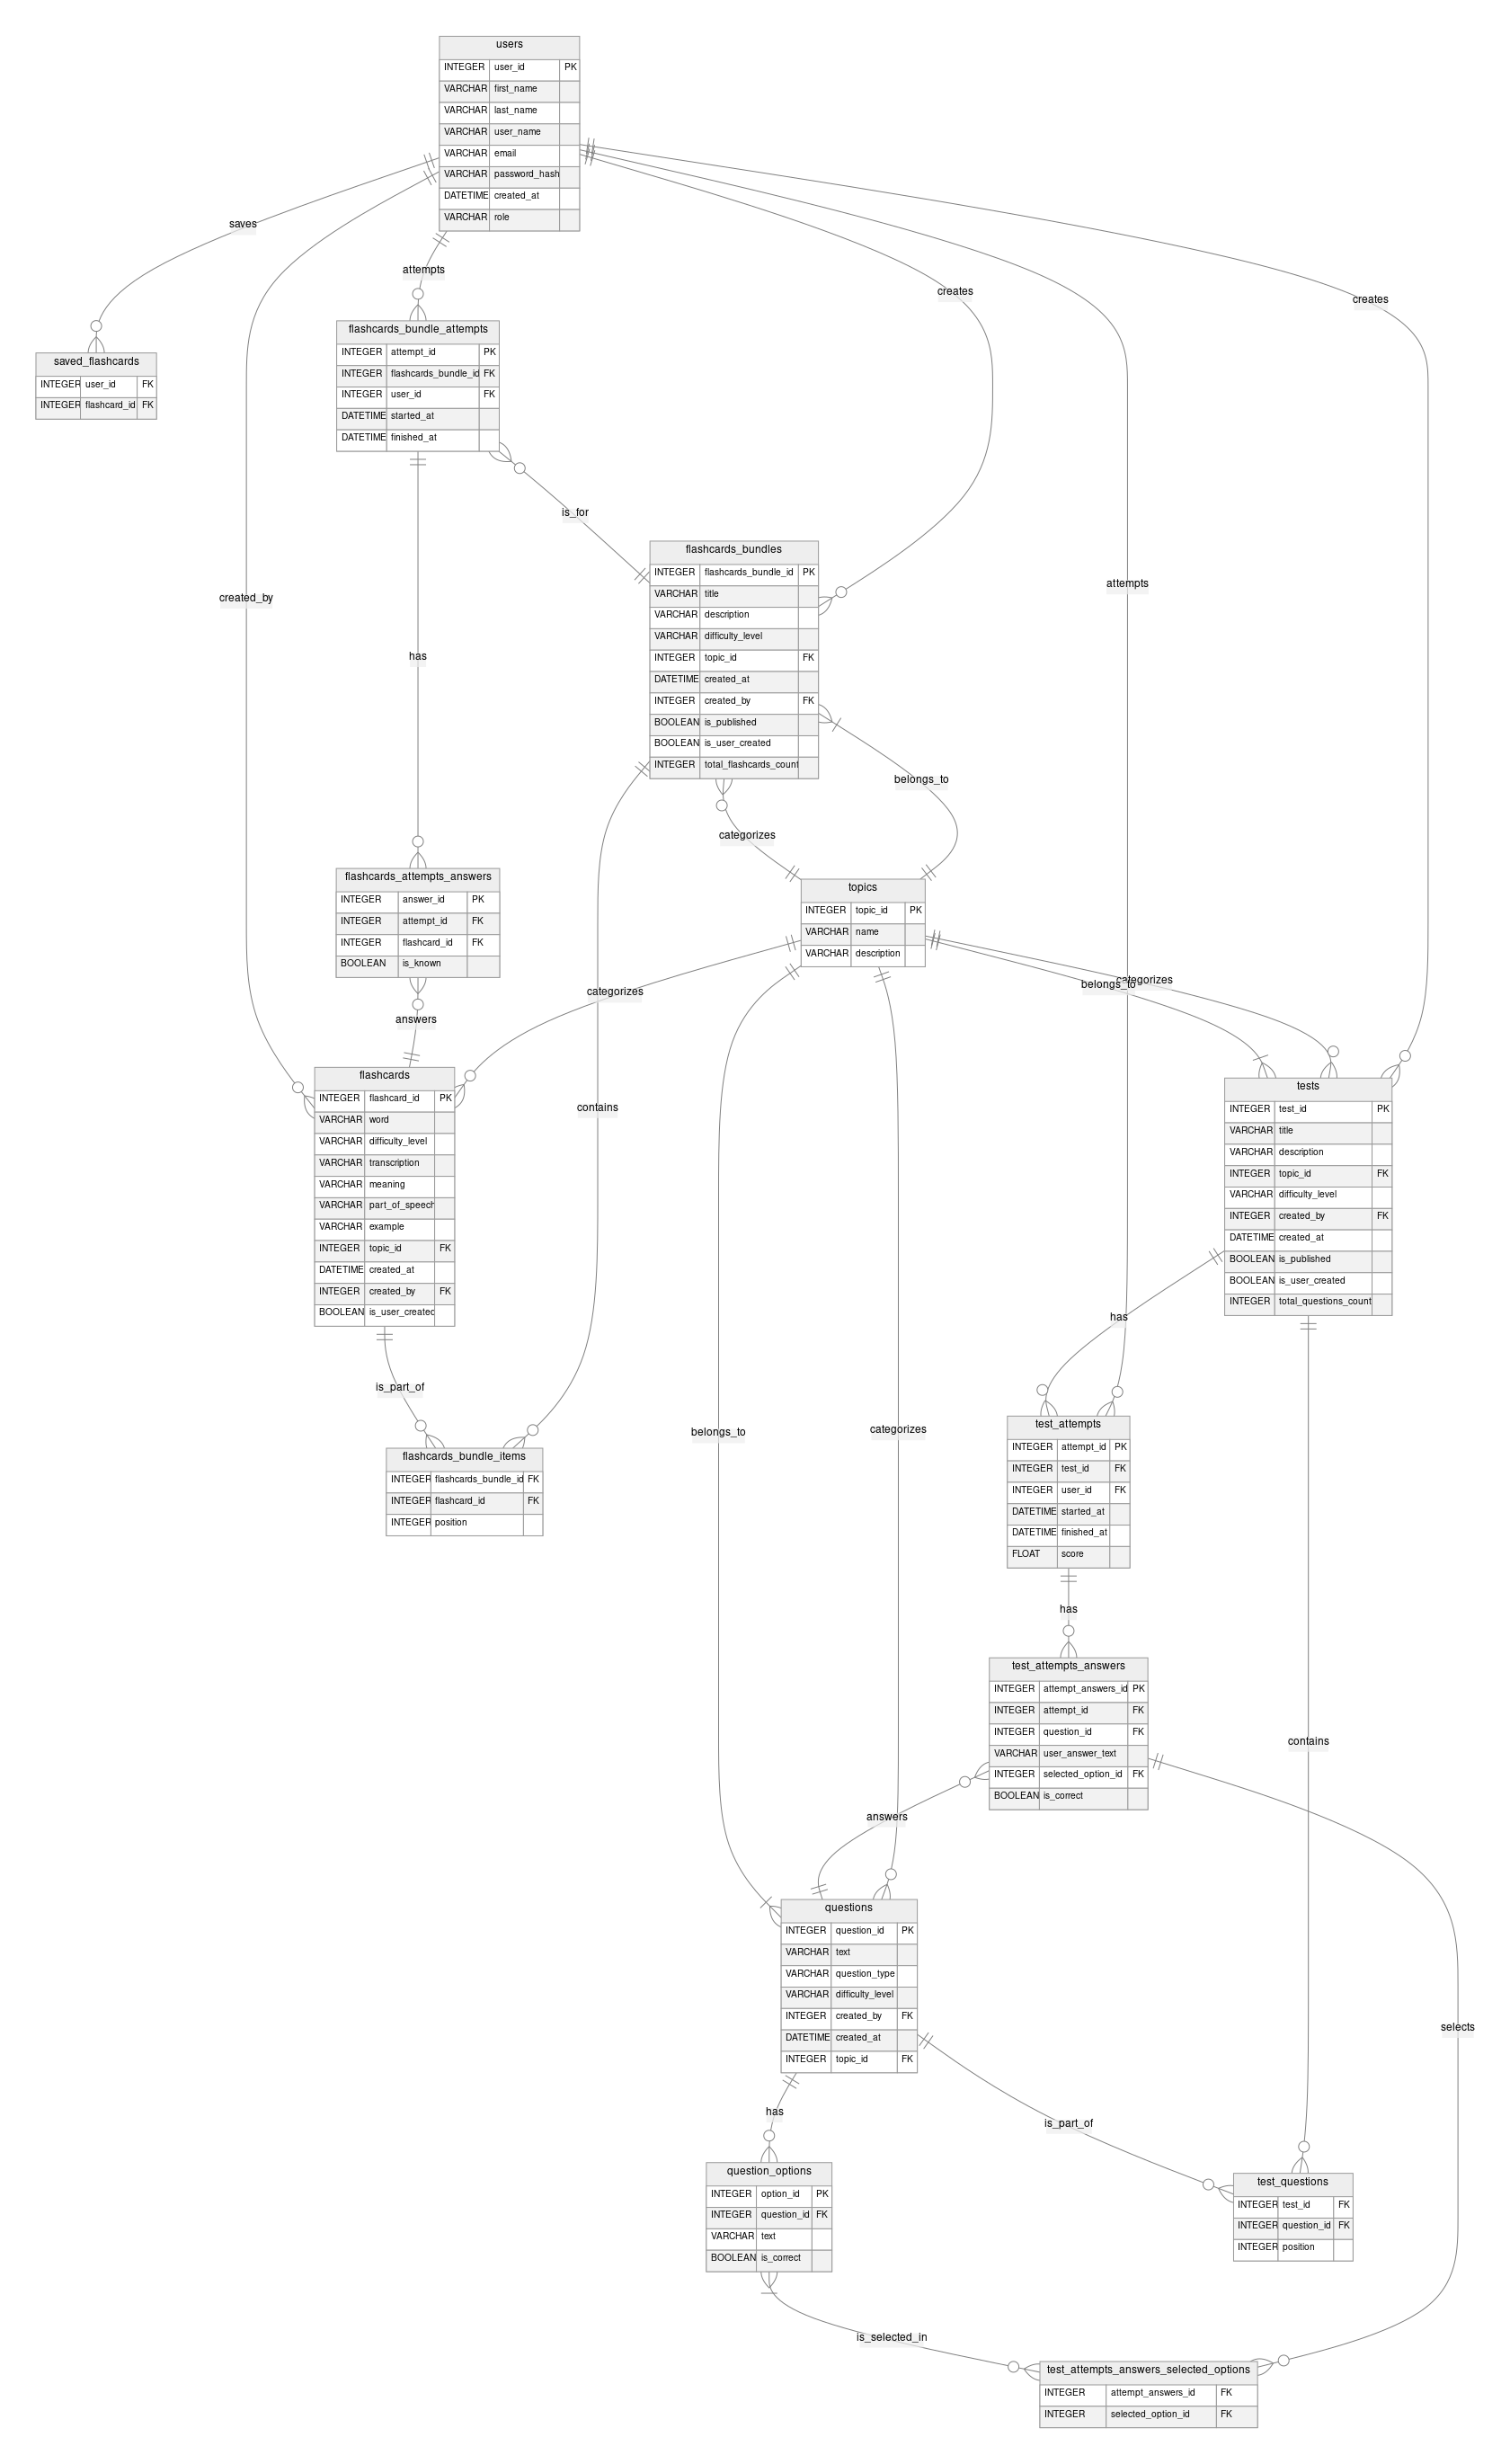 users
INTEGER user_id PK
VARCHAR first_name
VARCHAR last_name
VARCHAR user_name
VARCHAR email
VARCHAR password_hash
DATETIME created_at
VARCHAR role
saves
attempts
creates
creates
saved_flashcards
INTEGER user_id FK
INTEGER flashcard_id FK
flashcards_bundle_attempts
INTEGER attempt_id PK
INTEGER flashcards_bundle_id FK
INTEGER user_id FK
DATETIME started_at
DATETIME finished_at
is_for
flashcards_bundles
INTEGER flashcards_bundle_id PK
VARCHAR title
VARCHAR description
VARCHAR difficulty_level
INTEGER topic_id FK
DATETIME created_at
INTEGER created_by FK
BOOLEAN is_published
BOOLEAN is_user_created
INTEGER total_flashcards_count
created_by
attempts
has
belongs_to
categorizes
flashcards_attempts_answers
INTEGER answer_id PK
INTEGER attempt_id FK
INTEGER flashcard_id FK
BOOLEAN is_known
topics
INTEGER topic_id PK
VARCHAR name
VARCHAR description
categorizes
categorizes
belongs_to
answers
flashcards
INTEGER flashcard_id PK
VARCHAR word
VARCHAR difficulty_level
VARCHAR transcription
VARCHAR meaning
VARCHAR part_of_speech
VARCHAR example
INTEGER topic_id FK
DATETIME created_at
INTEGER created_by FK
BOOLEAN is_user_created
contains
tests
INTEGER test_id PK
VARCHAR title
VARCHAR description
INTEGER topic_id FK
VARCHAR difficulty_level
INTEGER created_by FK
DATETIME created_at
BOOLEAN is_published
BOOLEAN is_user_created
INTEGER total_questions_count
has
is_part_of
belongs_to
categorizes
flashcards_bundle_items
INTEGER flashcards_bundle_id FK
INTEGER flashcard_id FK
INTEGER position
test_attempts
INTEGER attempt_id PK
INTEGER test_id FK
INTEGER user_id FK
DATETIME started_at
DATETIME finished_at
FLOAT score
has
test_attempts_answers
INTEGER attempt_answers_id PK
INTEGER attempt_id FK
INTEGER question_id FK
VARCHAR user_answer_text
INTEGER selected_option_id FK
BOOLEAN is_correct
contains
answers
questions
INTEGER question_id PK
VARCHAR text
VARCHAR question_type
VARCHAR difficulty_level
INTEGER created_by FK
DATETIME created_at
INTEGER topic_id FK
selects
has
is_part_of
question_options
INTEGER option_id PK
INTEGER question_id FK
VARCHAR text
BOOLEAN is_correct
test_questions
INTEGER test_id FK
INTEGER question_id FK
INTEGER position
is_selected_in
test_attempts_answers_selected_options
INTEGER attempt_answers_id FK
INTEGER selected_option_id FK